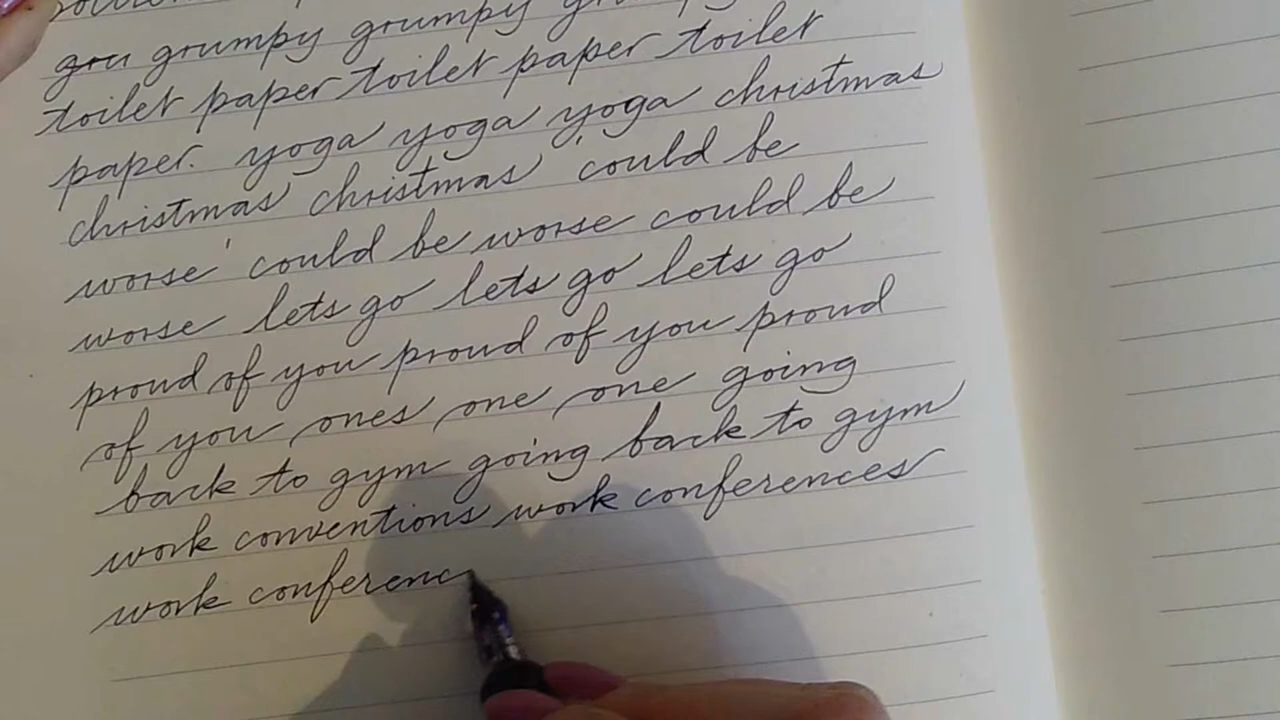 gru grumpy grumpy
toilet paper toilet paper toilet
paper. yoga yoga yoga christmas
christmas christmas 'could be
worse' could be worse could be
worse lets go lets go lets go
proud of you proud of you proud
of you ones one one going
back to gym going back to gym
work conventions work conferences
work conferenc